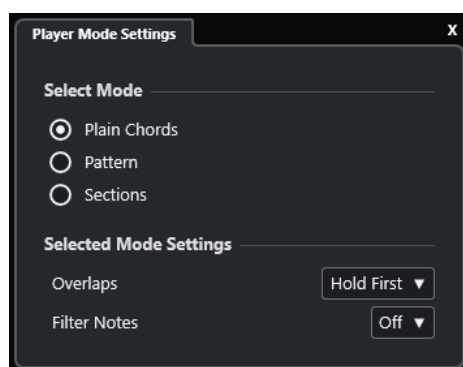 Player Mode Settings X
Select Mode
Plain Chords
Pattern
Sections
Selected Mode Settings
Overlaps Hold First ▼
Filter Notes Off ▼